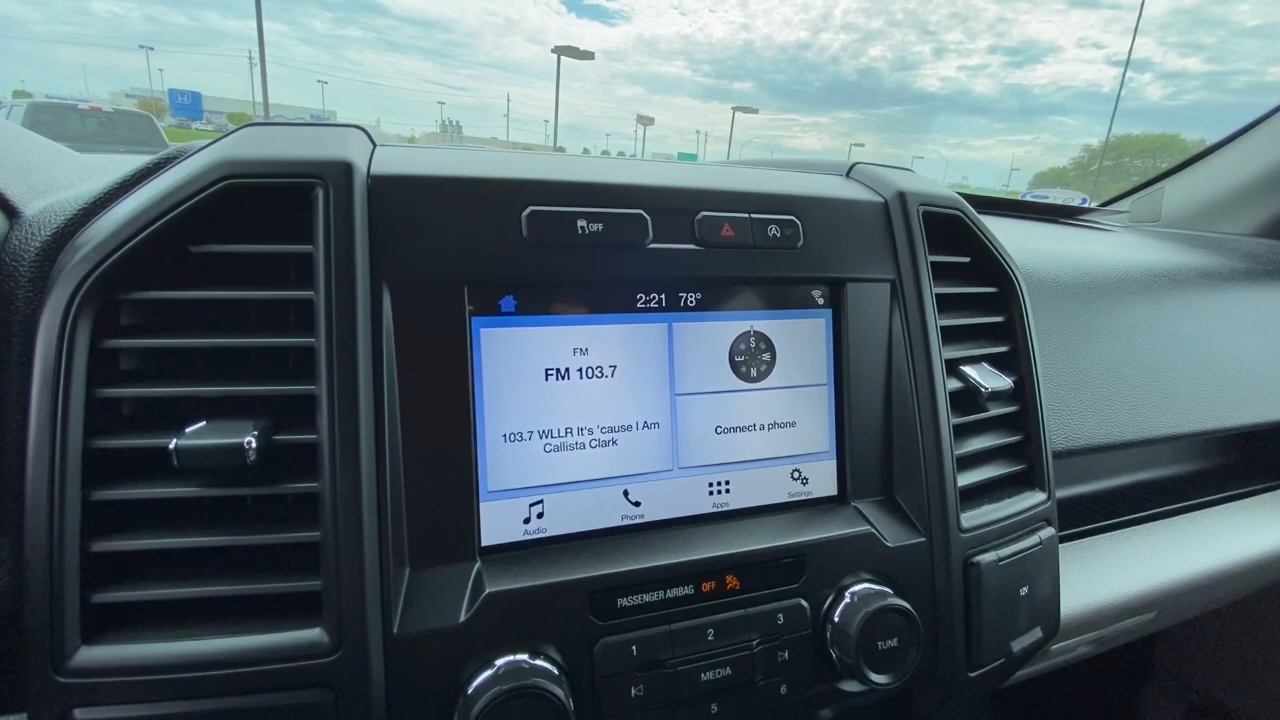 OFF
2:21 78°
FM
FM 103.7
103.7 WLLR It's 'cause I Am
Callista Clark
S
E W
N
Connect a phone
Audio
Phone
Apps
Settings
PASSENGER AIRBAG OFF
1
2
3
MEDIA
5
6
TUNE
12V